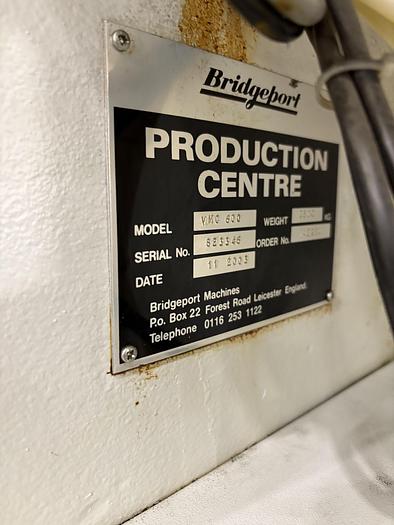 Bridgeport
PRODUCTION
CENTRE
MODEL VMC 600 WEIGHT KG
SERIAL No. ORDER No.
DATE 11 2003
Bridgeport Machines
P.o. Box 22 Forest Road Leicester England.
Telephone 0116 253 1122